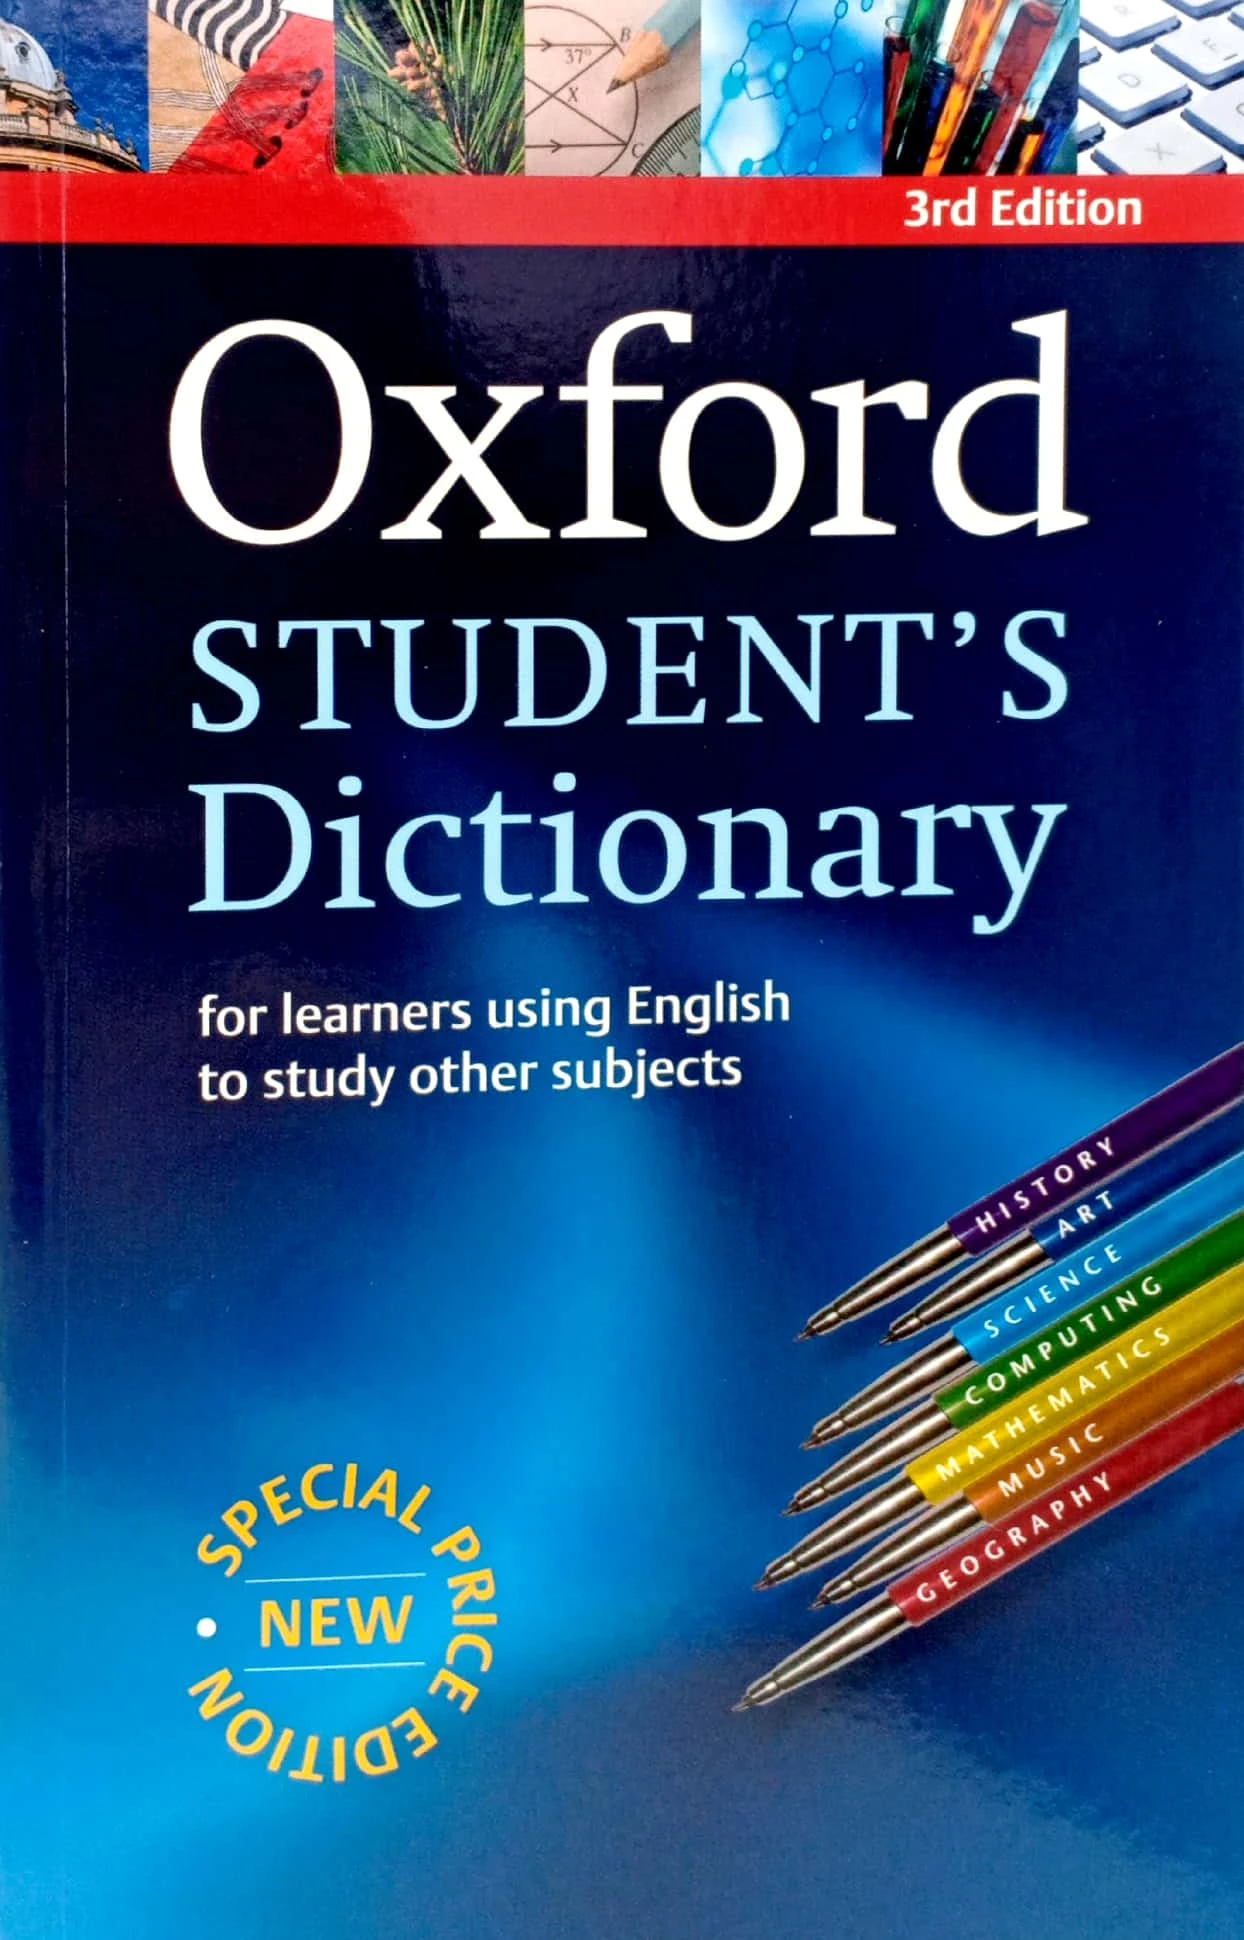 37°
B
X
C
D
X
3rd Edition
Oxford
STUDENT'S
Dictionary
for learners using English
to study other subjects
HISTORY
ART
SCIENCE
COMPUTING
MATHEMATICS
MUSIC
GEOGRAPHY
SPECIAL PRICE EDITION
NEW